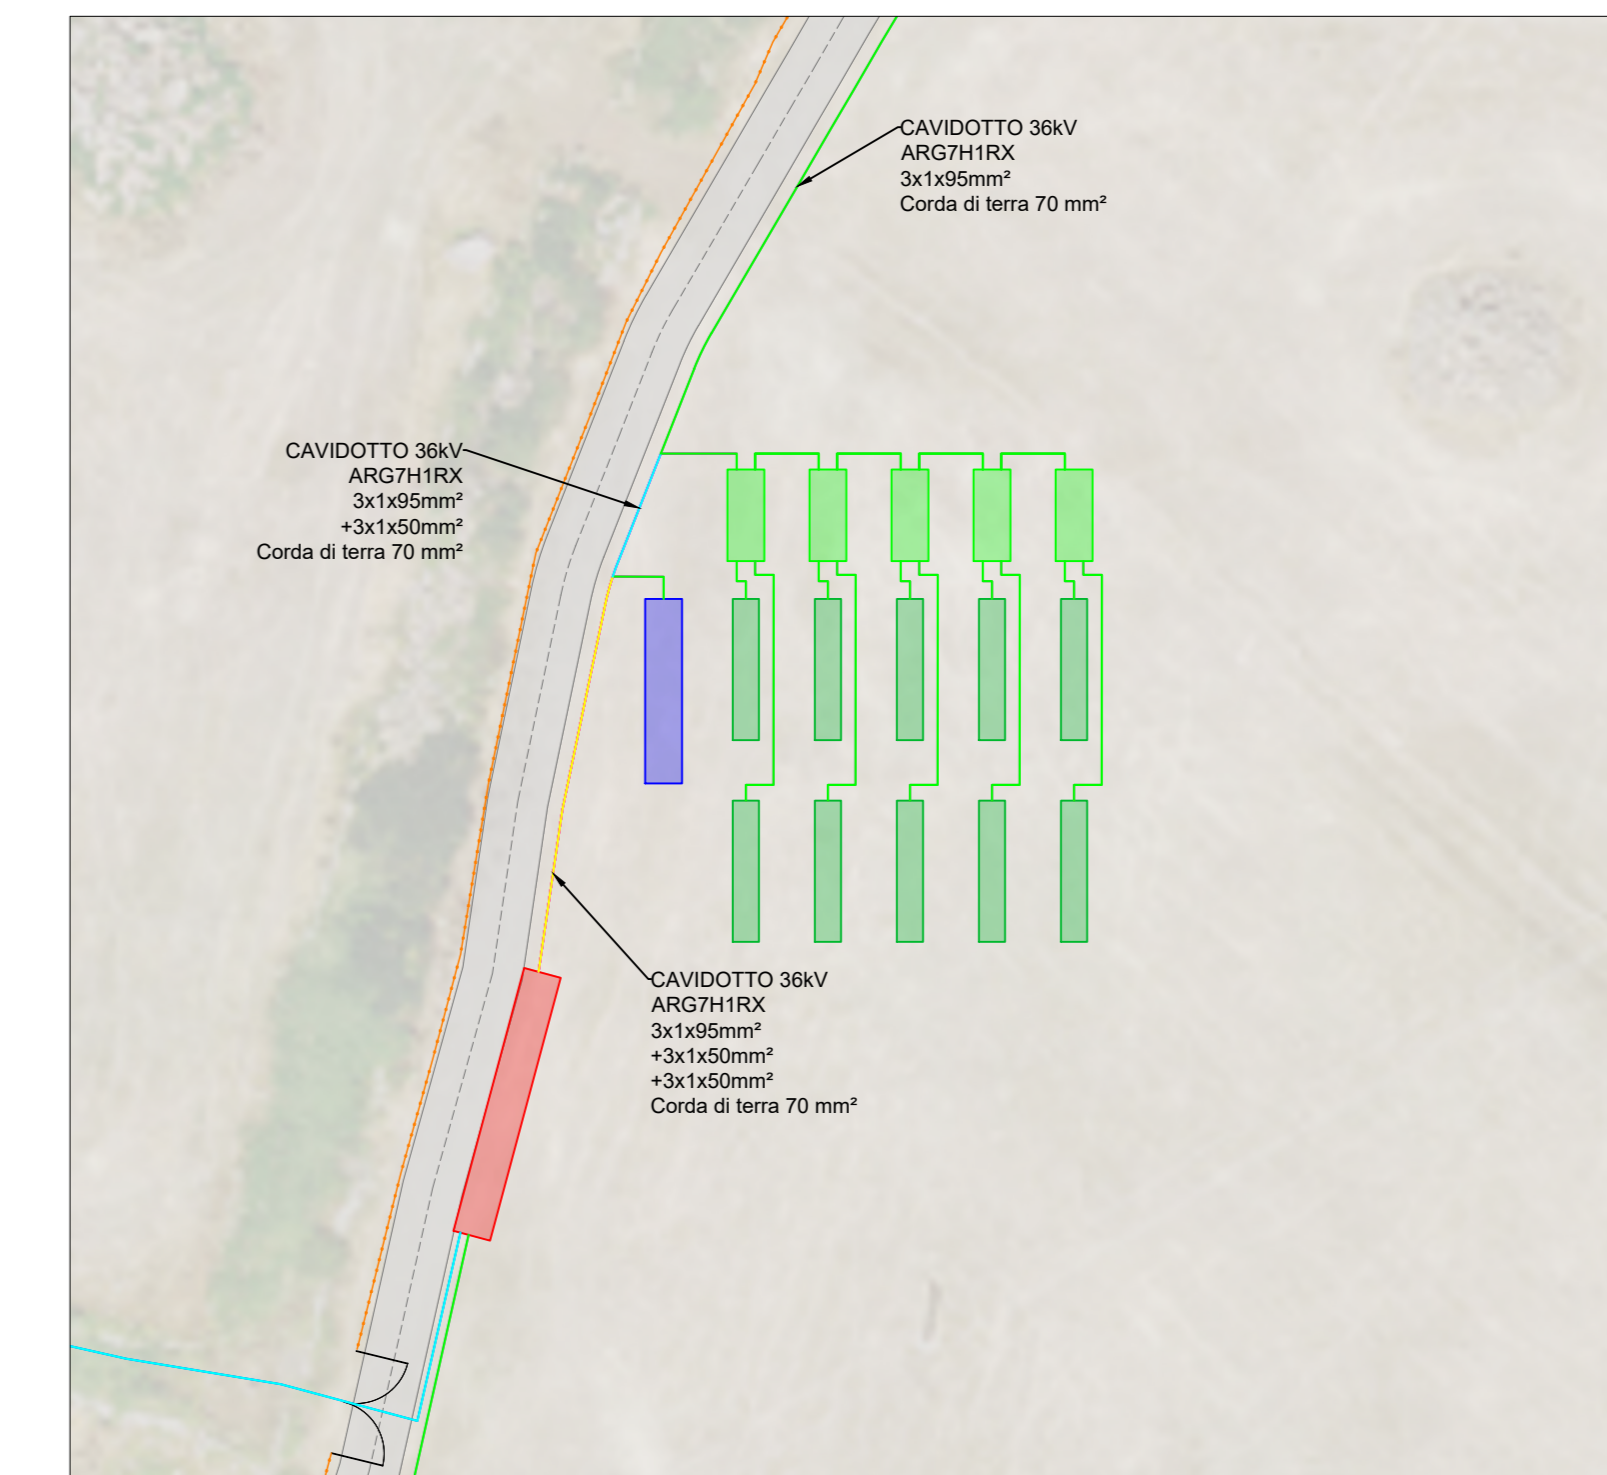 CAVIDOTTO 36kV
ARG7H1RX
3x1x95mm²
Corda di terra 70 mm²
CAVIDOTTO 36kV
ARG7H1RX
3x1x95mm²
+3x1x50mm²
Corda di terra 70 mm²
CAVIDOTTO 36kV
ARG7H1RX
3x1x95mm²
+3x1x50mm²
+3x1x50mm²
Corda di terra 70 mm²